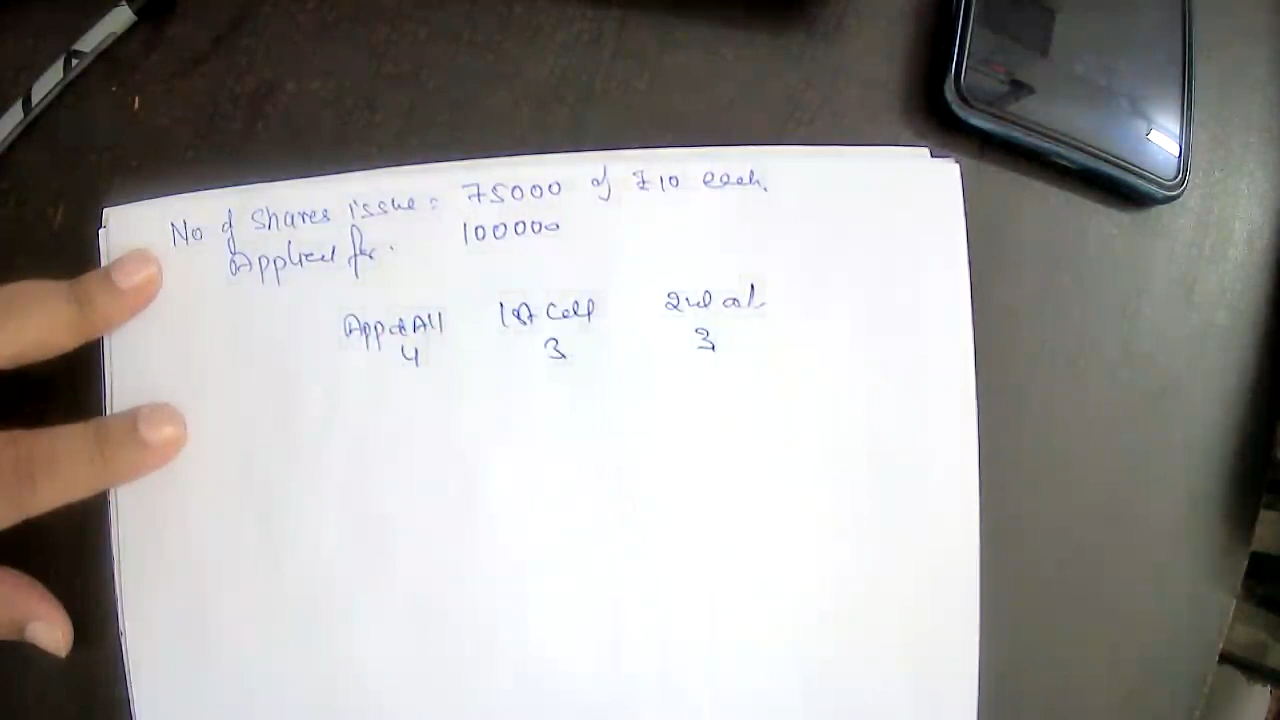 No of Shares issue = 75000 of ₹10 each.
Applied for. 100000
App & All 1st Call 2nd cal
4 3 3